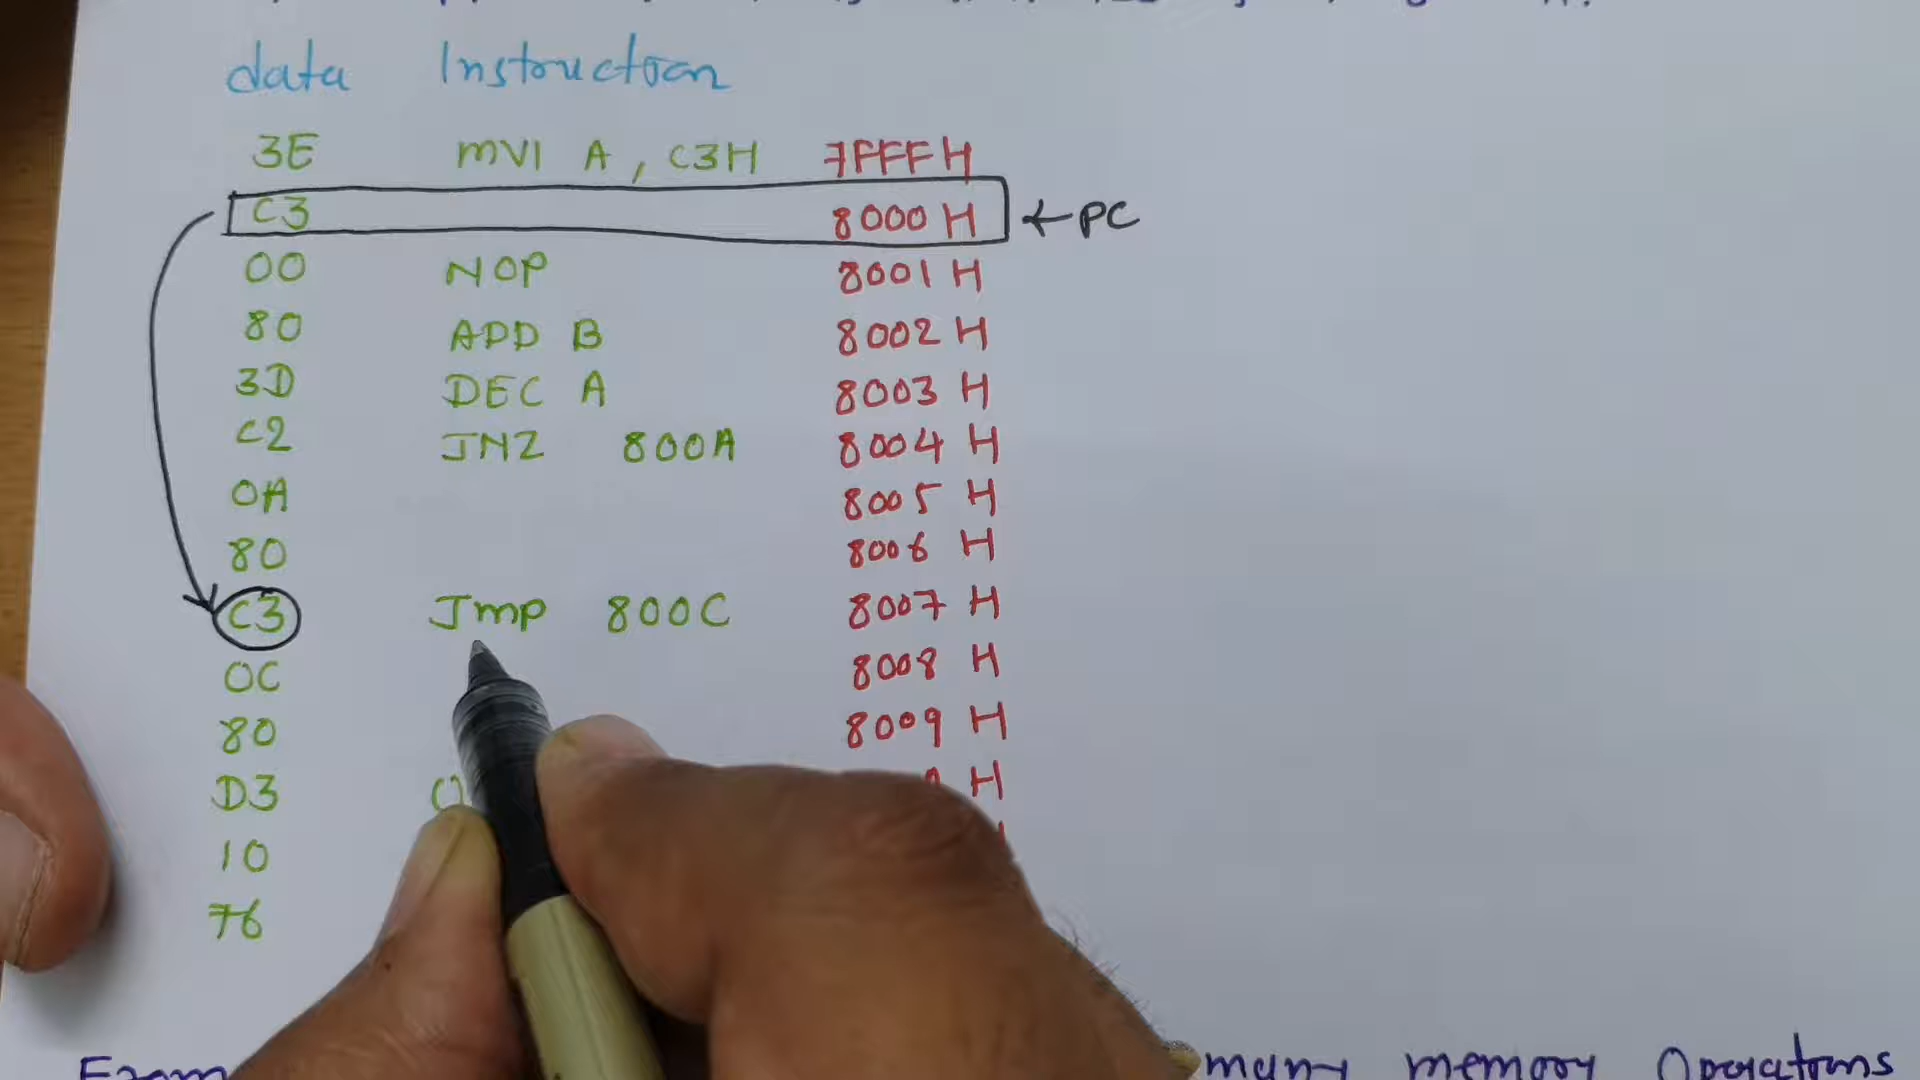 data Instruction
3E MVI A, C3H 7FFF H
C3 8000 H ← PC
00 NOP 8001 H
80 ADD B 8002 H
3D DEC A 8003 H
C2 JNZ 800A 8004 H
0A 8005 H
80 8006 H
C3 Jmp 800C 8007 H
0C 8008 H
80 8009 H
D3 H
10
76
many memory Operations